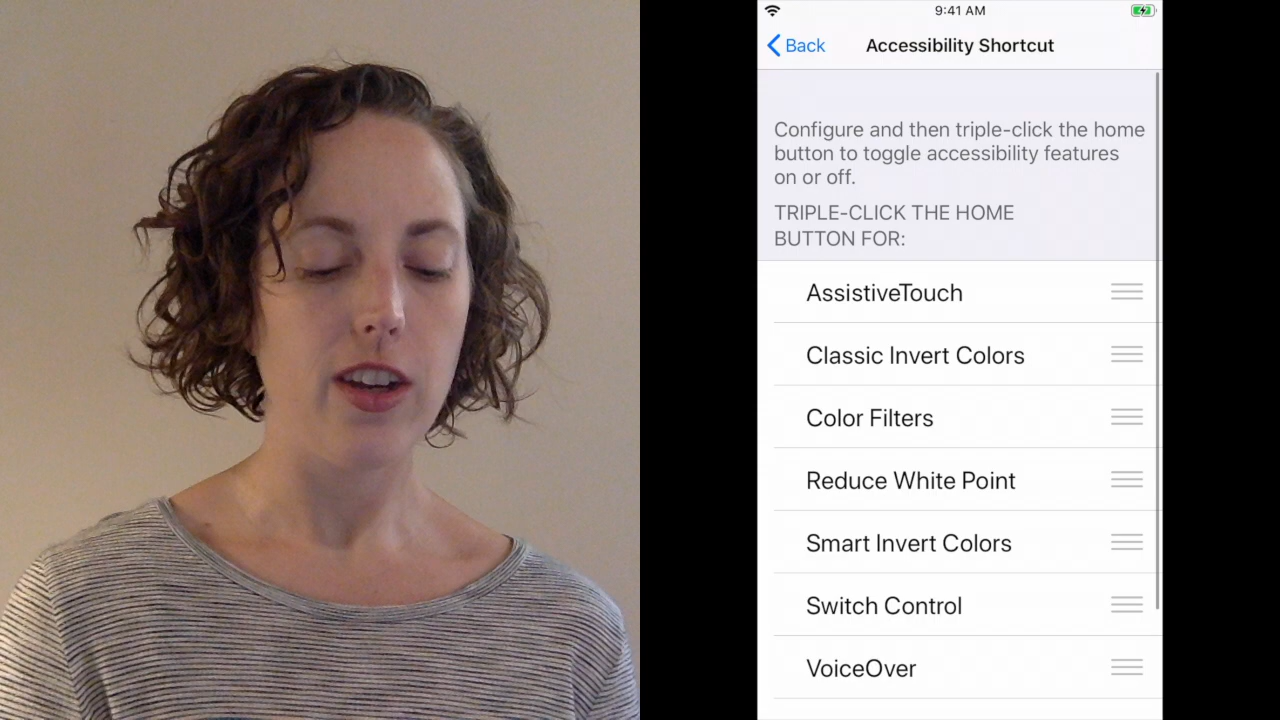 9:41 AM
Back
Accessibility Shortcut
Configure and then triple-click the home
button to toggle accessibility features
on or off.
TRIPLE-CLICK THE HOME
BUTTON FOR:
AssistiveTouch
Classic Invert Colors
Color Filters
Reduce White Point
Smart Invert Colors
Switch Control
VoiceOver